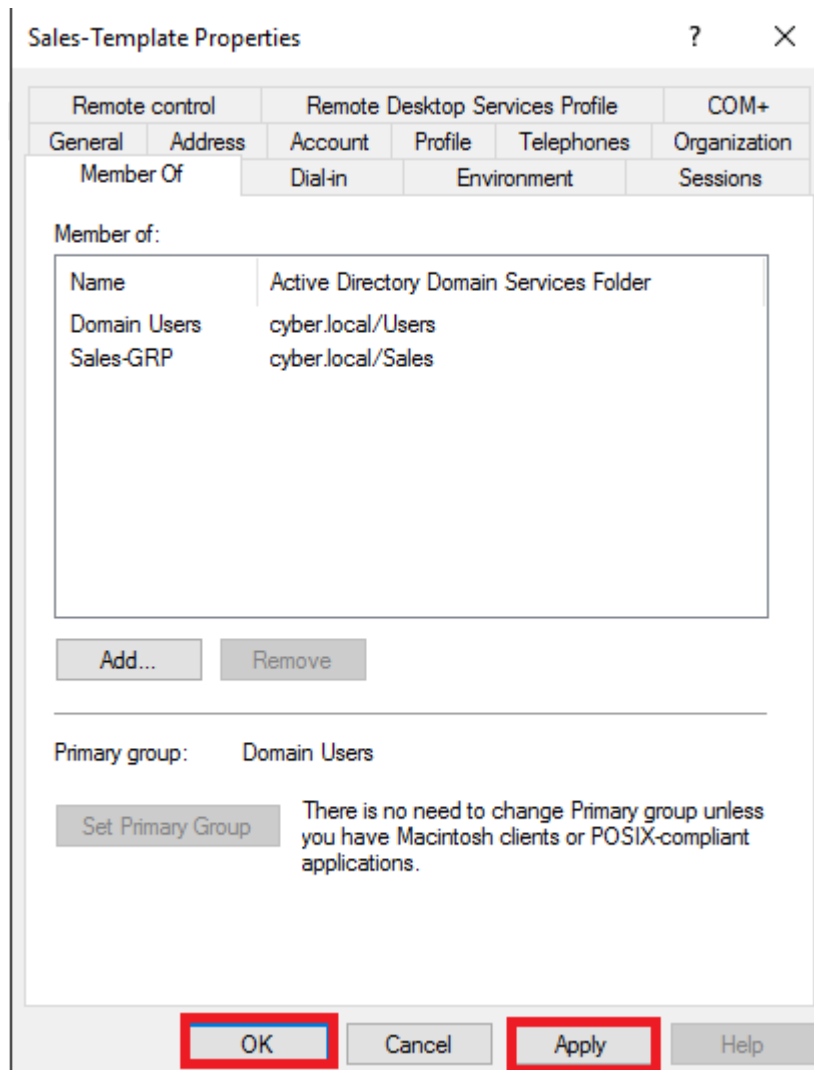 Sales-Template Properties ? ×
Remote control Remote Desktop Services Profile COM+
General Address Account Profile Telephones Organization
Member Of Dial-in Environment Sessions
Member of:
Name Active Directory Domain Services Folder
Domain Users cyber.local/Users
Sales-GRP cyber.local/Sales
Add... Remove
Primary group: Domain Users
Set Primary Group
There is no need to change Primary group unless
you have Macintosh clients or POSIX-compliant
applications.
OK Cancel Apply Help